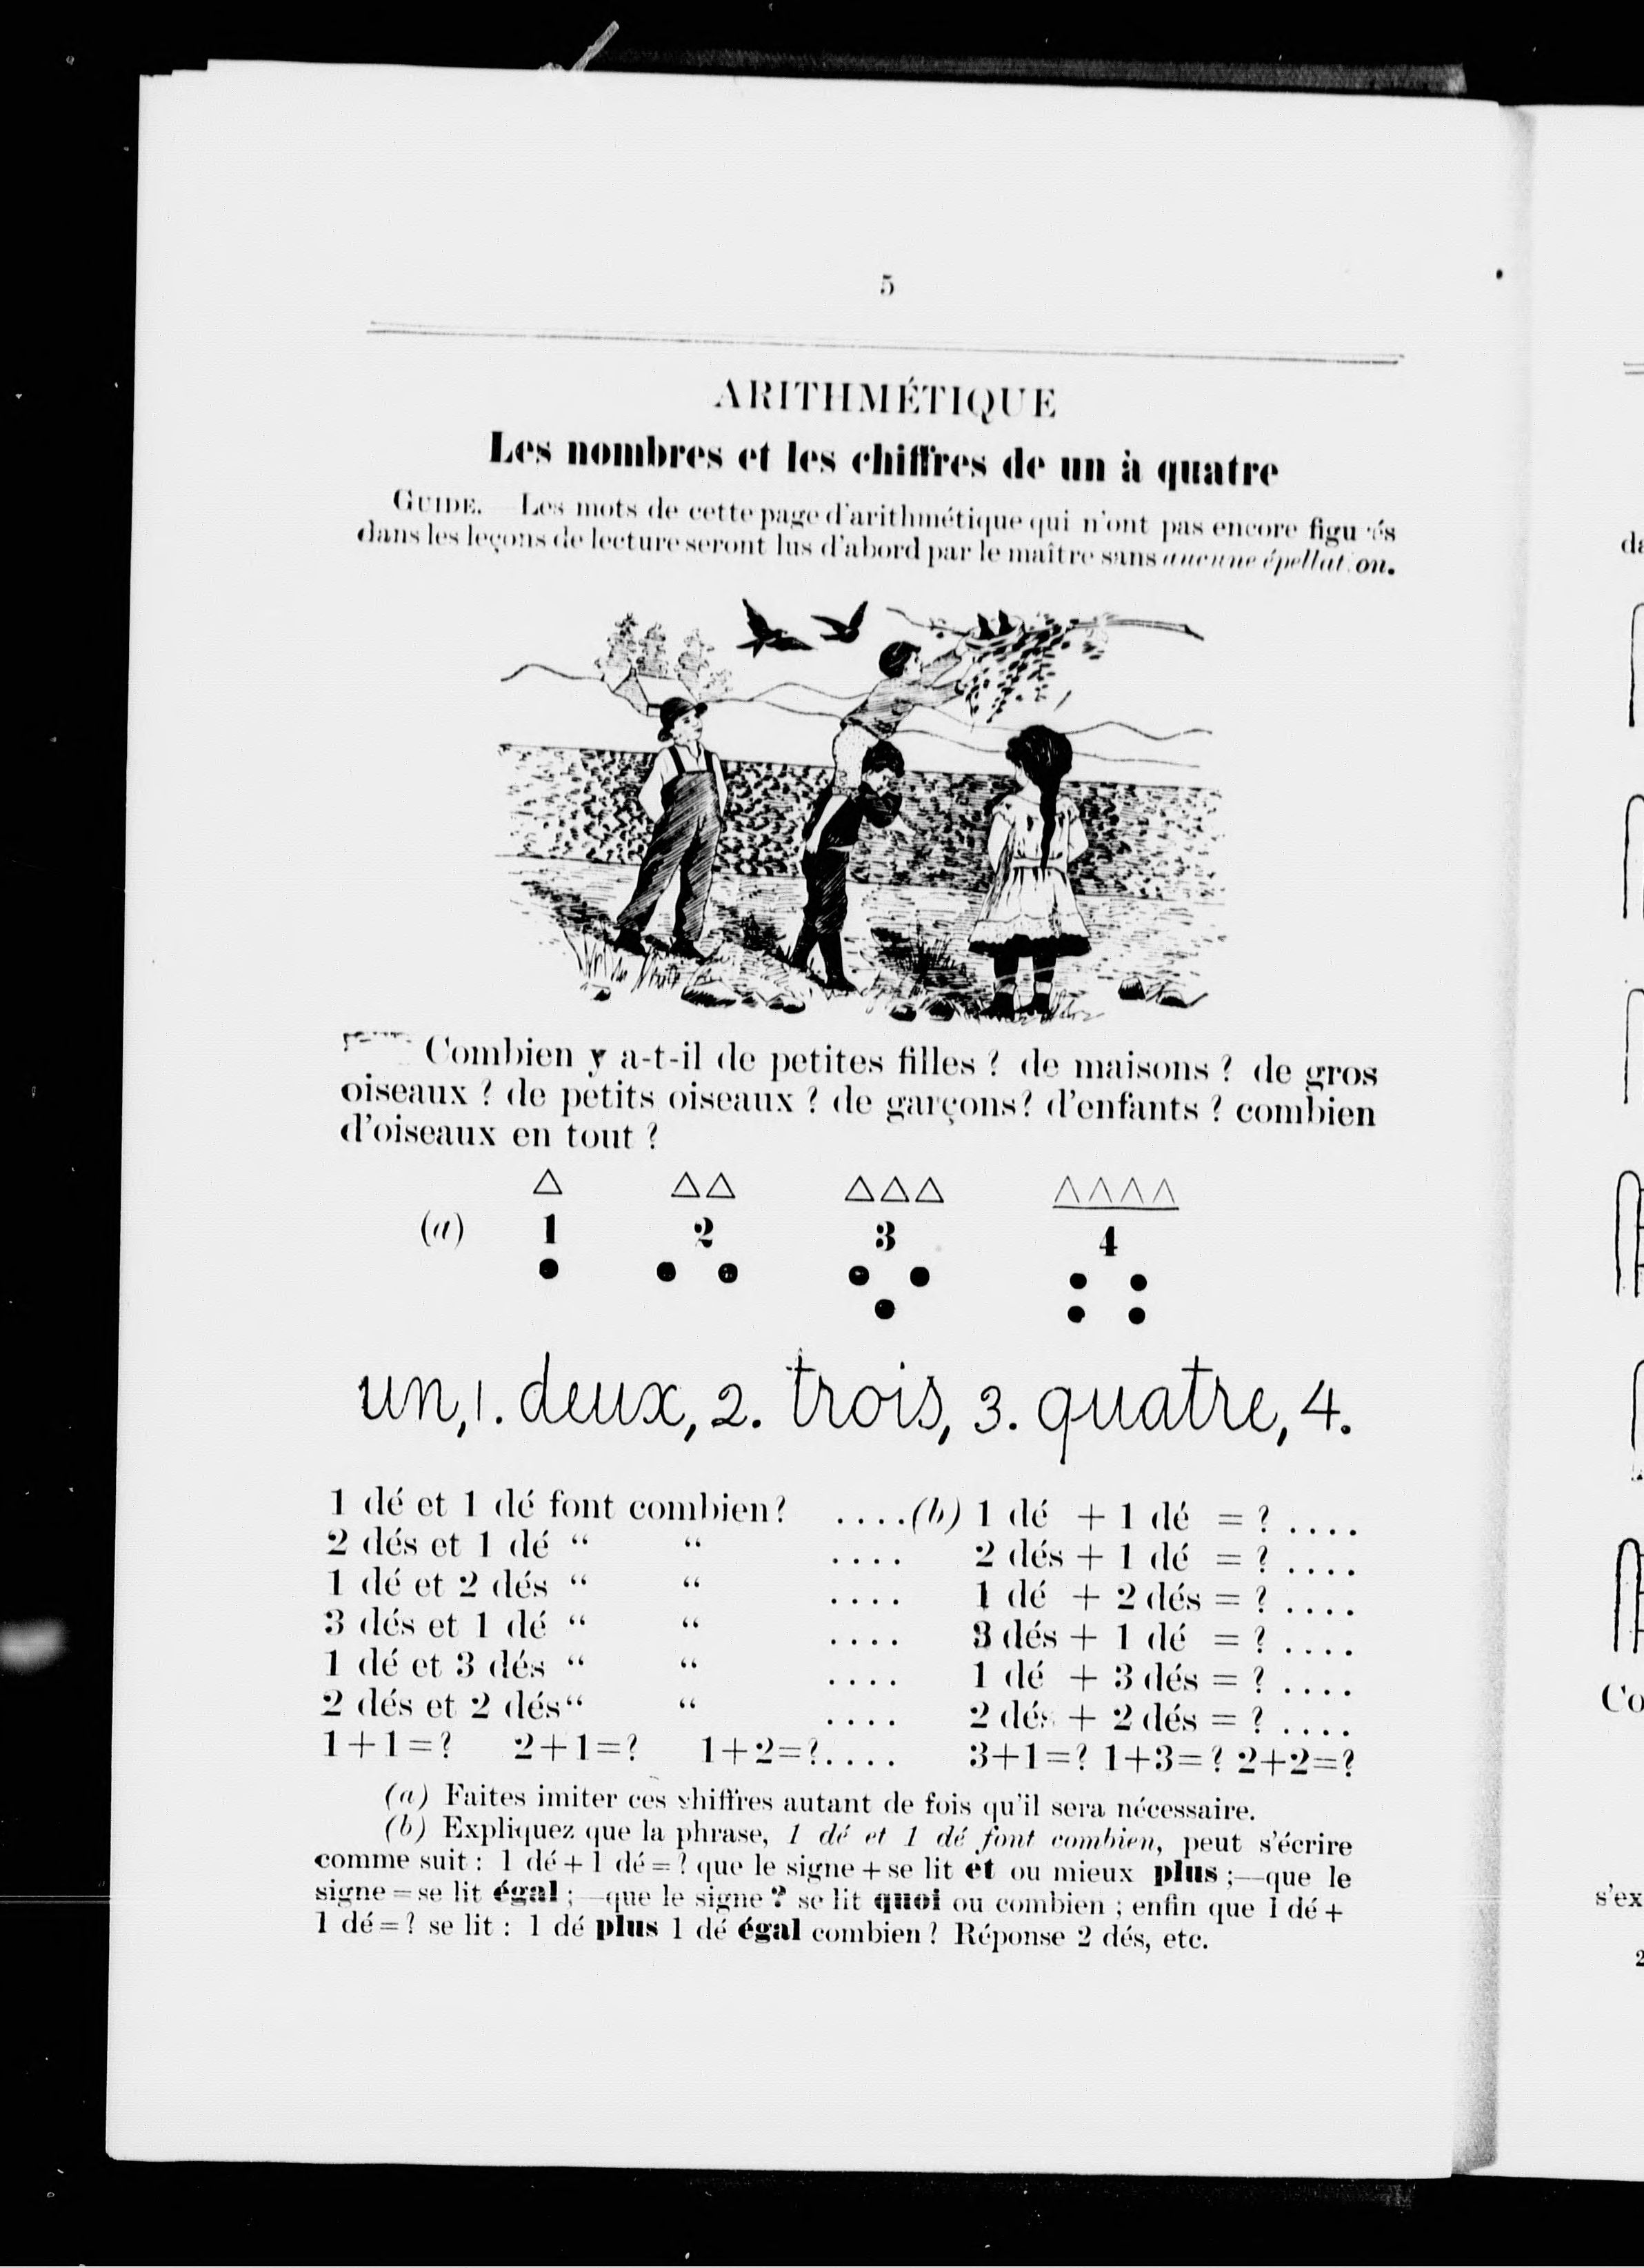 5
ARITHMÉTIQUE
Les nombres et les chiffres de un à quatre
GUIDE. Les mots de cette page d'arithmétique qui n'ont pas encore figu és
dans les leçons de lecture seront lus d'abord par le maître sans aucune épellat on.
Combien y a-t-il de petites filles ? de maisons ? de gros
oiseaux ? de petits oiseaux ? de garçons? d'enfants ? combien
d'oiseaux en tout ?
(a) 1 2 3 4
un, 1. deux, 2. trois, 3. quatre, 4.
1 dé et 1 dé font combien? ....(b) 1 dé + 1 dé = ? ....
2 dés et 1 dé “ “ .... 2 dés + 1 dé = ? ....
1 dé et 2 dés “ “ .... 1 dé + 2 dés = ? ....
3 dés et 1 dé “ “ .... 3 dés + 1 dé = ? ....
1 dé et 3 dés “ “ .... 1 dé + 3 dés = ? ....
2 dés et 2 dés “ “ .... 2 dés + 2 dés = ? ....
1+1=? 2+1=? 1+2=?.... 3+1=? 1+3=? 2+2=?
(a) Faites imiter ces chiffres autant de fois qu'il sera nécessaire.
(b) Expliquez que la phrase, 1 dé et 1 dé font combien, peut s'écrire
comme suit : 1 dé + 1 dé = ? que le signe + se lit et ou mieux plus ;—que le
signe = se lit égal ;—que le signe ? se lit quoi ou combien ; enfin que 1 dé +
1 dé = ? se lit : 1 dé plus 1 dé égal combien ? Réponse 2 dés, etc.
da
Co
s'ex
2